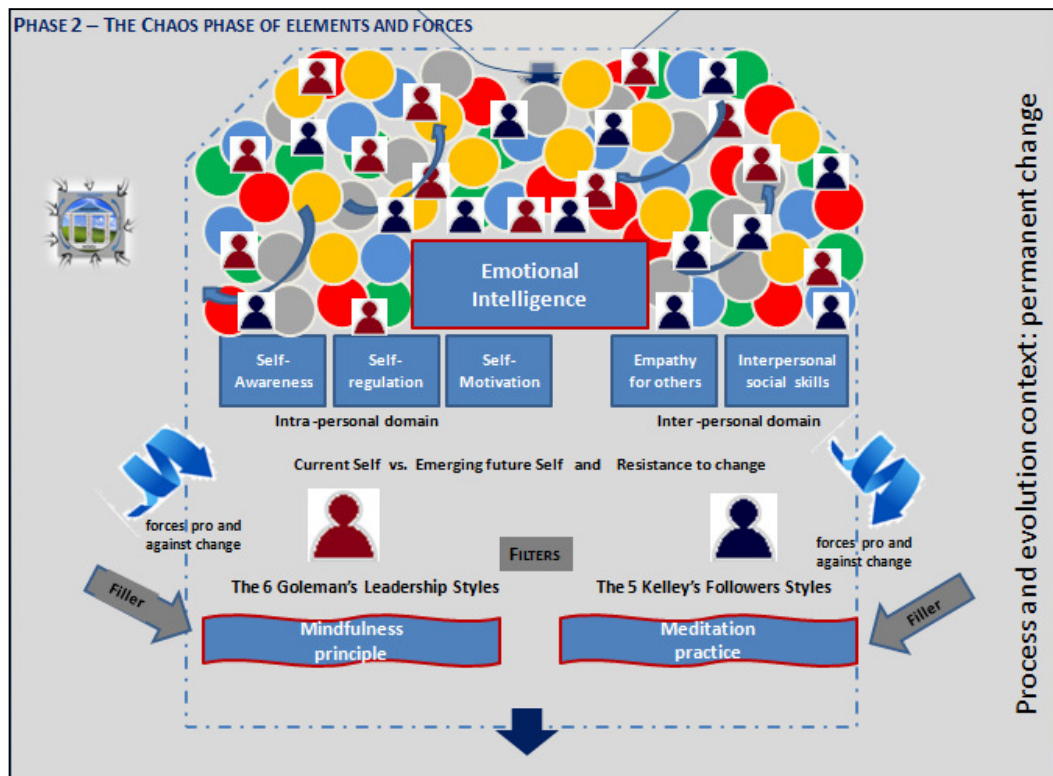 PHASE 2 – THE CHAOS PHASE OF ELEMENTS AND FORCES
Emotional
Intelligence
Self-
Awareness
Self-
regulation
Self-
Motivation
Empathy
for others
Interpersonal
social skills
Intra -personal domain
Inter -personal domain
Current Self vs. Emerging future Self and Resistance to change
forces pro and
against change
forces pro and
against change
FILTERS
The 6 Goleman's Leadership Styles
The 5 Kelley's Followers Styles
Filler
Filler
Mindfulness
principle
Meditation
practice
Process and evolution context: permanent change